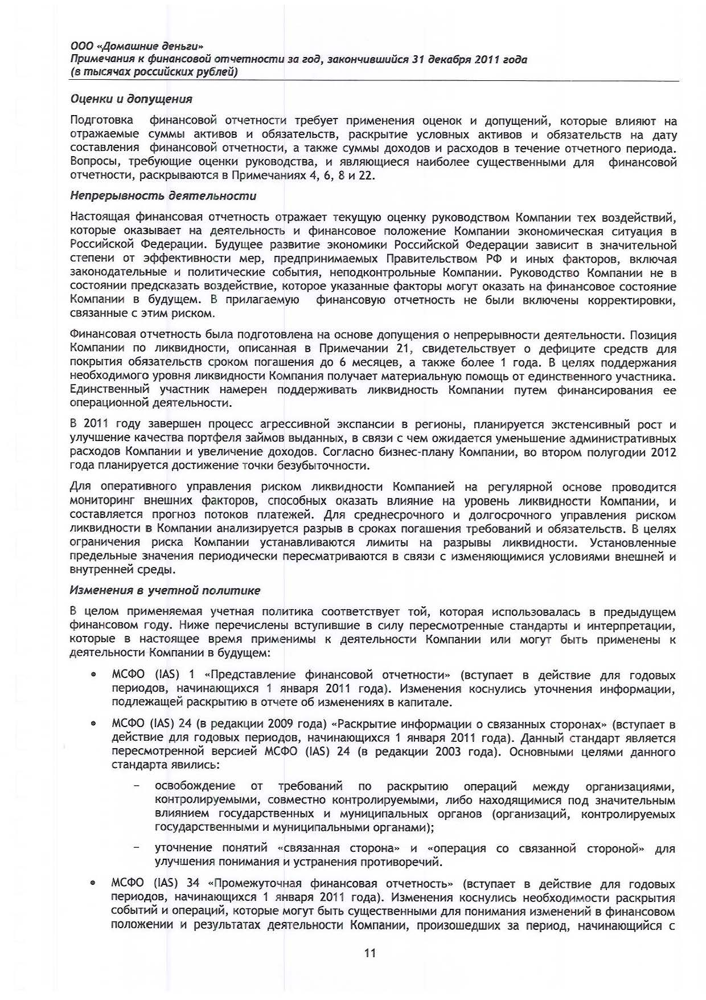 ООО «Домашние деньги»
Примечания к финансовой отчетности за год, закончившийся 31 декабря 2011 года
(в тысячах российских рублей)
Оценки и допущения
Подготовка финансовой отчетности требует применения оценок и допущений, которые влияют на
отражаемые суммы активов и обязательств, раскрытие условных активов и обязательств на дату
составления финансовой отчетности, а также суммы доходов и расходов в течение отчетного периода.
Вопросы, требующие оценки руководства, и являющиеся наиболее существенными для финансовой
отчетности, раскрываются в Примечаниях 4, 6, 8 и 22.
Непрерывность деятельности
Настоящая финансовая отчетность отражает текущую оценку руководством Компании тех воздействий,
которые оказывает на деятельность и финансовое положение Компании экономическая ситуация в
Российской Федерации. Будущее развитие экономики Российской Федерации зависит в значительной
степени от эффективности мер, предпринимаемых Правительством РФ и иных факторов, включая
законодательные и политические события, неподконтрольные Компании. Руководство Компании не в
состоянии предсказать воздействие, которое указанные факторы могут оказать на финансовое состояние
Компании в будущем. В прилагаемую финансовую отчетность не были включены корректировки,
связанные с этим риском.
Финансовая отчетность была подготовлена на основе допущения о непрерывности деятельности. Позиция
Компании по ликвидности, описанная в Примечании 21, свидетельствует о дефиците средств для
покрытия обязательств сроком погашения до 6 месяцев, а также более 1 года. В целях поддержания
необходимого уровня ликвидности Компания получает материальную помощь от единственного участника.
Единственный участник намерен поддерживать ликвидность Компании путем финансирования ее
операционной деятельности.
В 2011 году завершен процесс агрессивной экспансии в регионы, планируется экстенсивный рост и
улучшение качества портфеля займов выданных, в связи с чем ожидается уменьшение административных
расходов Компании и увеличение доходов. Согласно бизнес-плану Компании, во втором полугодии 2012
года планируется достижение точки безубыточности.
Для оперативного управления риском ликвидности Компанией на регулярной основе проводится
мониторинг внешних факторов, способных оказать влияние на уровень ликвидности Компании, и
составляется прогноз потоков платежей. Для среднесрочного и долгосрочного управления риском
ликвидности в Компании анализируется разрыв в сроках погашения требований и обязательств. В целях
ограничения риска Компании устанавливаются лимиты на разрывы ликвидности. Установленные
предельные значения периодически пересматриваются в связи с изменяющимися условиями внешней и
внутренней среды.
Изменения в учетной политике
В целом применяемая учетная политика соответствует той, которая использовалась в предыдущем
финансовом году. Ниже перечислены вступившие в силу пересмотренные стандарты и интерпретации,
которые в настоящее время применимы к деятельности Компании или могут быть применены к
деятельности Компании в будущем:
• МСФО (IAS) 1 «Представление финансовой отчетности» (вступает в действие для годовых
периодов, начинающихся 1 января 2011 года). Изменения коснулись уточнения информации,
подлежащей раскрытию в отчете об изменениях в капитале.
• МСФО (IAS) 24 (в редакции 2009 года) «Раскрытие информации о связанных сторонах» (вступает в
действие для годовых периодов, начинающихся 1 января 2011 года). Данный стандарт является
пересмотренной версией МСФО (IAS) 24 (в редакции 2003 года). Основными целями данного
стандарта явились:
– освобождение от требований по раскрытию операций между организациями,
контролируемыми, совместно контролируемыми, либо находящимися под значительным
влиянием государственных и муниципальных органов (организаций, контролируемых
государственными и муниципальными органами);
– уточнение понятий «связанная сторона» и «операция со связанной стороной» для
улучшения понимания и устранения противоречий.
• МСФО (IAS) 34 «Промежуточная финансовая отчетность» (вступает в действие для годовых
периодов, начинающихся 1 января 2011 года). Изменения коснулись необходимости раскрытия
событий и операций, которые могут быть существенными для понимания изменений в финансовом
положении и результатах деятельности Компании, произошедших за период, начинающийся с
11